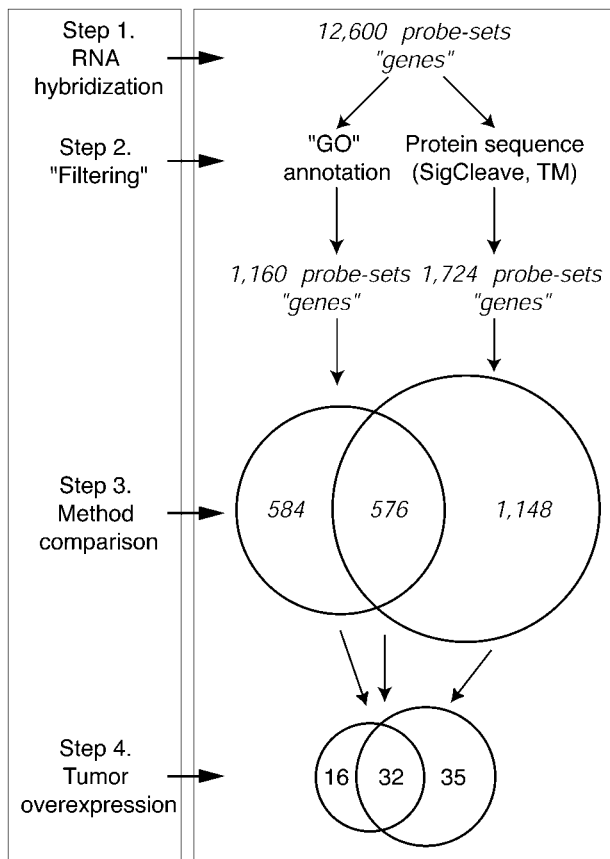 Step 1.
RNA
hybridization
12,600 probe-sets
"genes"
Step 2.
"Filtering"
"GO"
annotation
Protein sequence
(SigCleave, TM)
1,160 probe-sets
"genes"
1,724 probe-sets
"genes"
Step 3.
Method
comparison
584
576
1,148
Step 4.
Tumor
overexpression
16
32
35